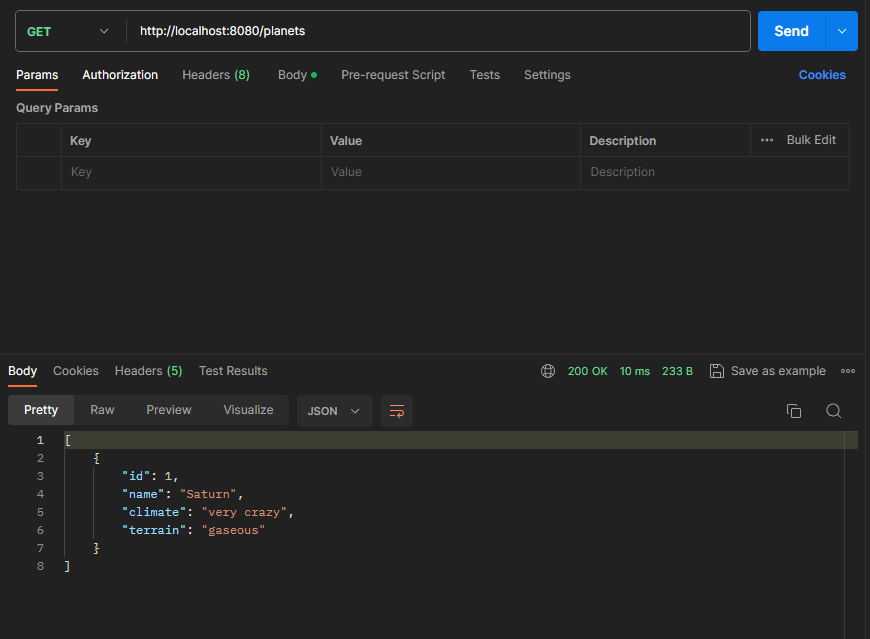 GET http://localhost:8080/planets Send
Params Authorization Headers (8) Body Pre-request Script Tests Settings Cookies
Query Params
Key Value Description Bulk Edit
Key Value Description
Body Cookies Headers (5) Test Results 200 OK 10 ms 233 B Save as example
Pretty Raw Preview Visualize JSON
1 [
2 {
3 "id": 1,
4 "name": "Saturn",
5 "climate": "very crazy",
6 "terrain": "gaseous"
7 }
8 ]